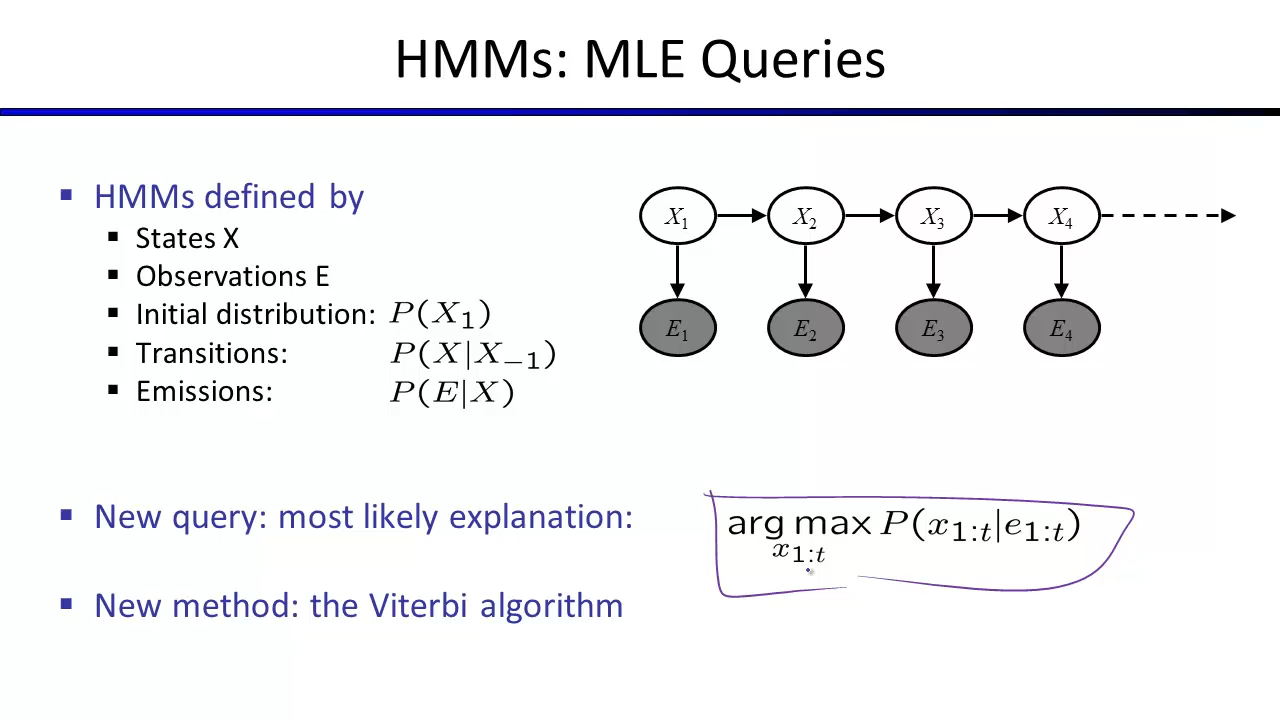 HMMs: MLE Queries
▪ HMMs defined by
▪ States X
▪ Observations E
▪ Initial distribution: P(X₁)
▪ Transitions: P(X|X₋₁)
▪ Emissions: P(E|X)
X₁ X₂ X₃ X₄
E₁ E₂ E₃ E₄
▪ New query: most likely explanation: arg max P(x₁:t|e₁:t)
x₁:t
▪ New method: the Viterbi algorithm